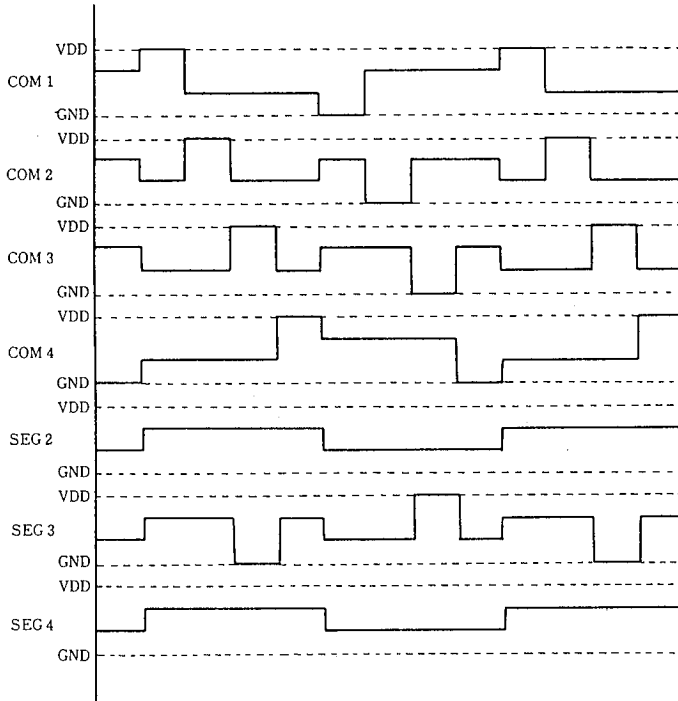 VDD
COM 1
GND
VDD
COM 2
GND
VDD
COM 3
GND
VDD
COM 4
GND
VDD
SEG 2
GND
VDD
SEG 3
GND
VDD
SEG 4
GND